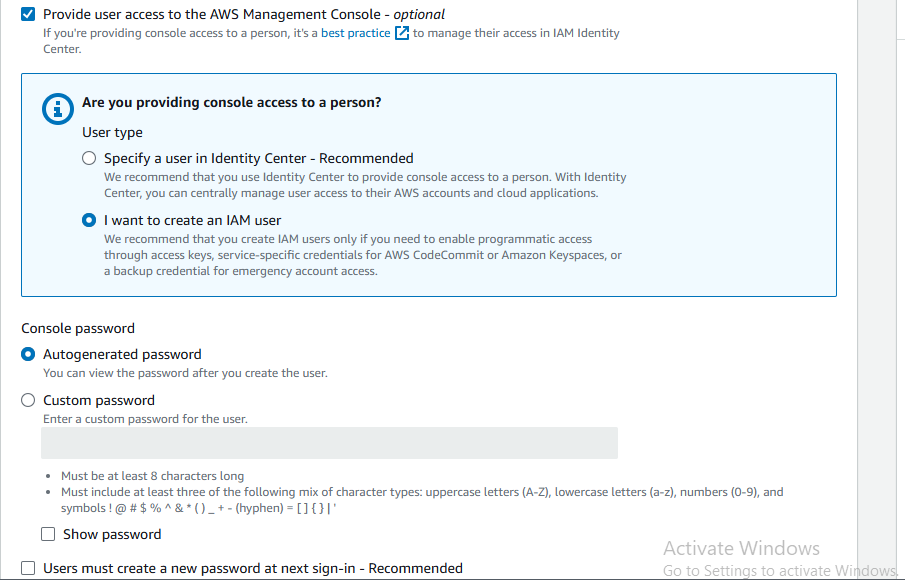 Provide user access to the AWS Management Console - optional
If you're providing console access to a person, it's a best practice to manage their access in IAM Identity
Center.
Are you providing console access to a person?
User type
Specify a user in Identity Center - Recommended
We recommend that you use Identity Center to provide console access to a person. With Identity
Center, you can centrally manage user access to their AWS accounts and cloud applications.
I want to create an IAM user
We recommend that you create IAM users only if you need to enable programmatic access
through access keys, service-specific credentials for AWS CodeCommit or Amazon Keyspaces, or
a backup credential for emergency account access.
Console password
Autogenerated password
You can view the password after you create the user.
Custom password
Enter a custom password for the user.
• Must be at least 8 characters long
• Must include at least three of the following mix of character types: uppercase letters (A-Z), lowercase letters (a-z), numbers (0-9), and
symbols ! @ # $ % ^ & * ( ) _ + - (hyphen) = [ ] { } | '
Show password
Users must create a new password at next sign-in - Recommended
Activate Windows
Go to Settings to activate Windows.